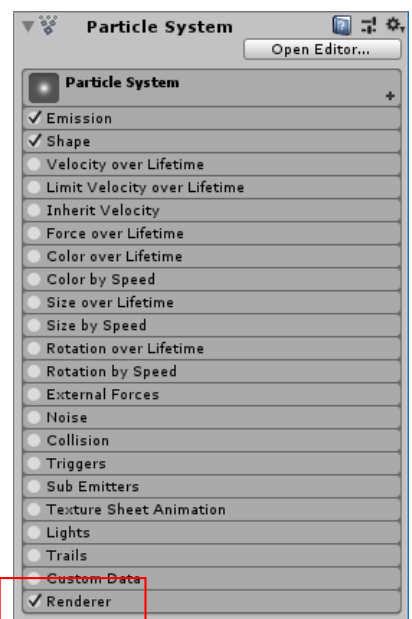 Particle System
Open Editor...
Particle System
Emission
Shape
Velocity over Lifetime
Limit Velocity over Lifetime
Inherit Velocity
Force over Lifetime
Color over Lifetime
Color by Speed
Size over Lifetime
Size by Speed
Rotation over Lifetime
Rotation by Speed
External Forces
Noise
Collision
Triggers
Sub Emitters
Texture Sheet Animation
Lights
Trails
Custom Data
Renderer